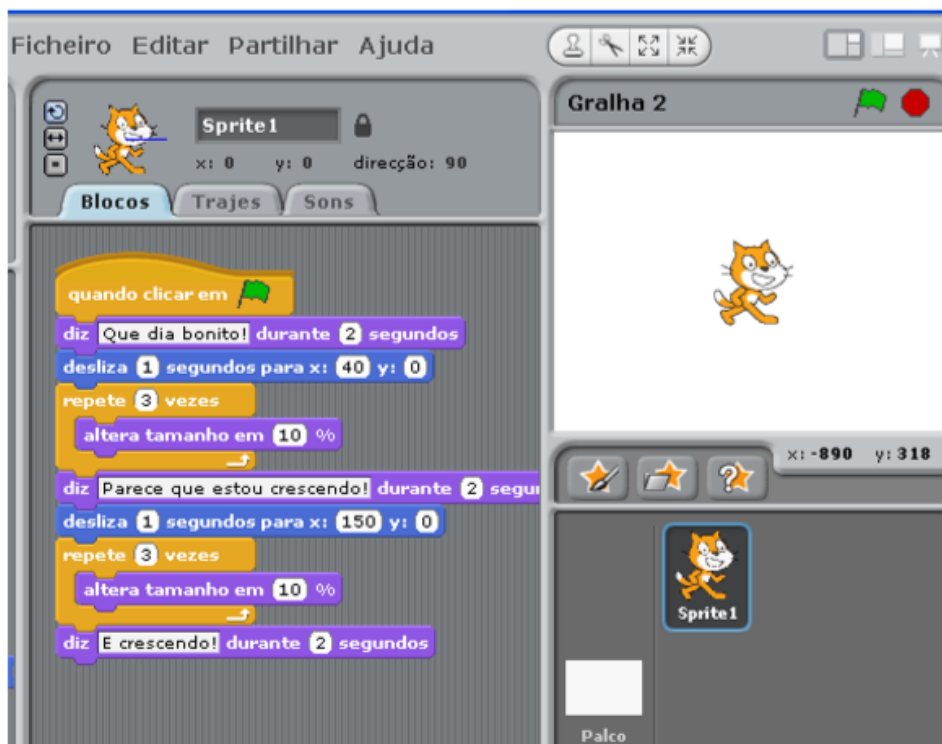 Ficheiro Editar Partilhar Ajuda
Sprite1
x: 0 y: 0 direcção: 90
Blocos Trajes Sons
quando clicar em
diz Que dia bonito! durante 2 segundos
desliza 1 segundos para x: 40 y: 0
repete 3 vezes
altera tamanho em 10 %
diz Parece que estou crescendo! durante 2 segun
desliza 1 segundos para x: 150 y: 0
repete 3 vezes
altera tamanho em 10 %
diz E crescendo! durante 2 segundos
Gralha 2
x: -890 y: 318
Sprite1
Palco